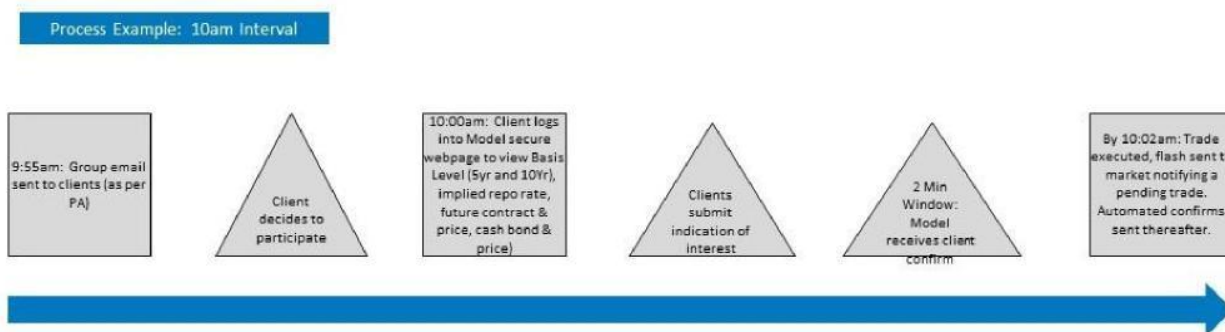 Process Example: 10am Interval
9:55am: Group email
sent to clients (as per
PA)
Client
decides to
participate
10:00am: Client logs
into Model secure
webpage to view Basis
Level (5yr and 10Yr),
implied repo rate,
future contract &
price, cash bond &
price)
Clients
submit
indication of
interest
2 Min
Window:
Model
receives client
confirm
By 10:02am: Trade
executed, flash sent t
market notifying a
pending trade.
Automated confirms
sent thereafter.